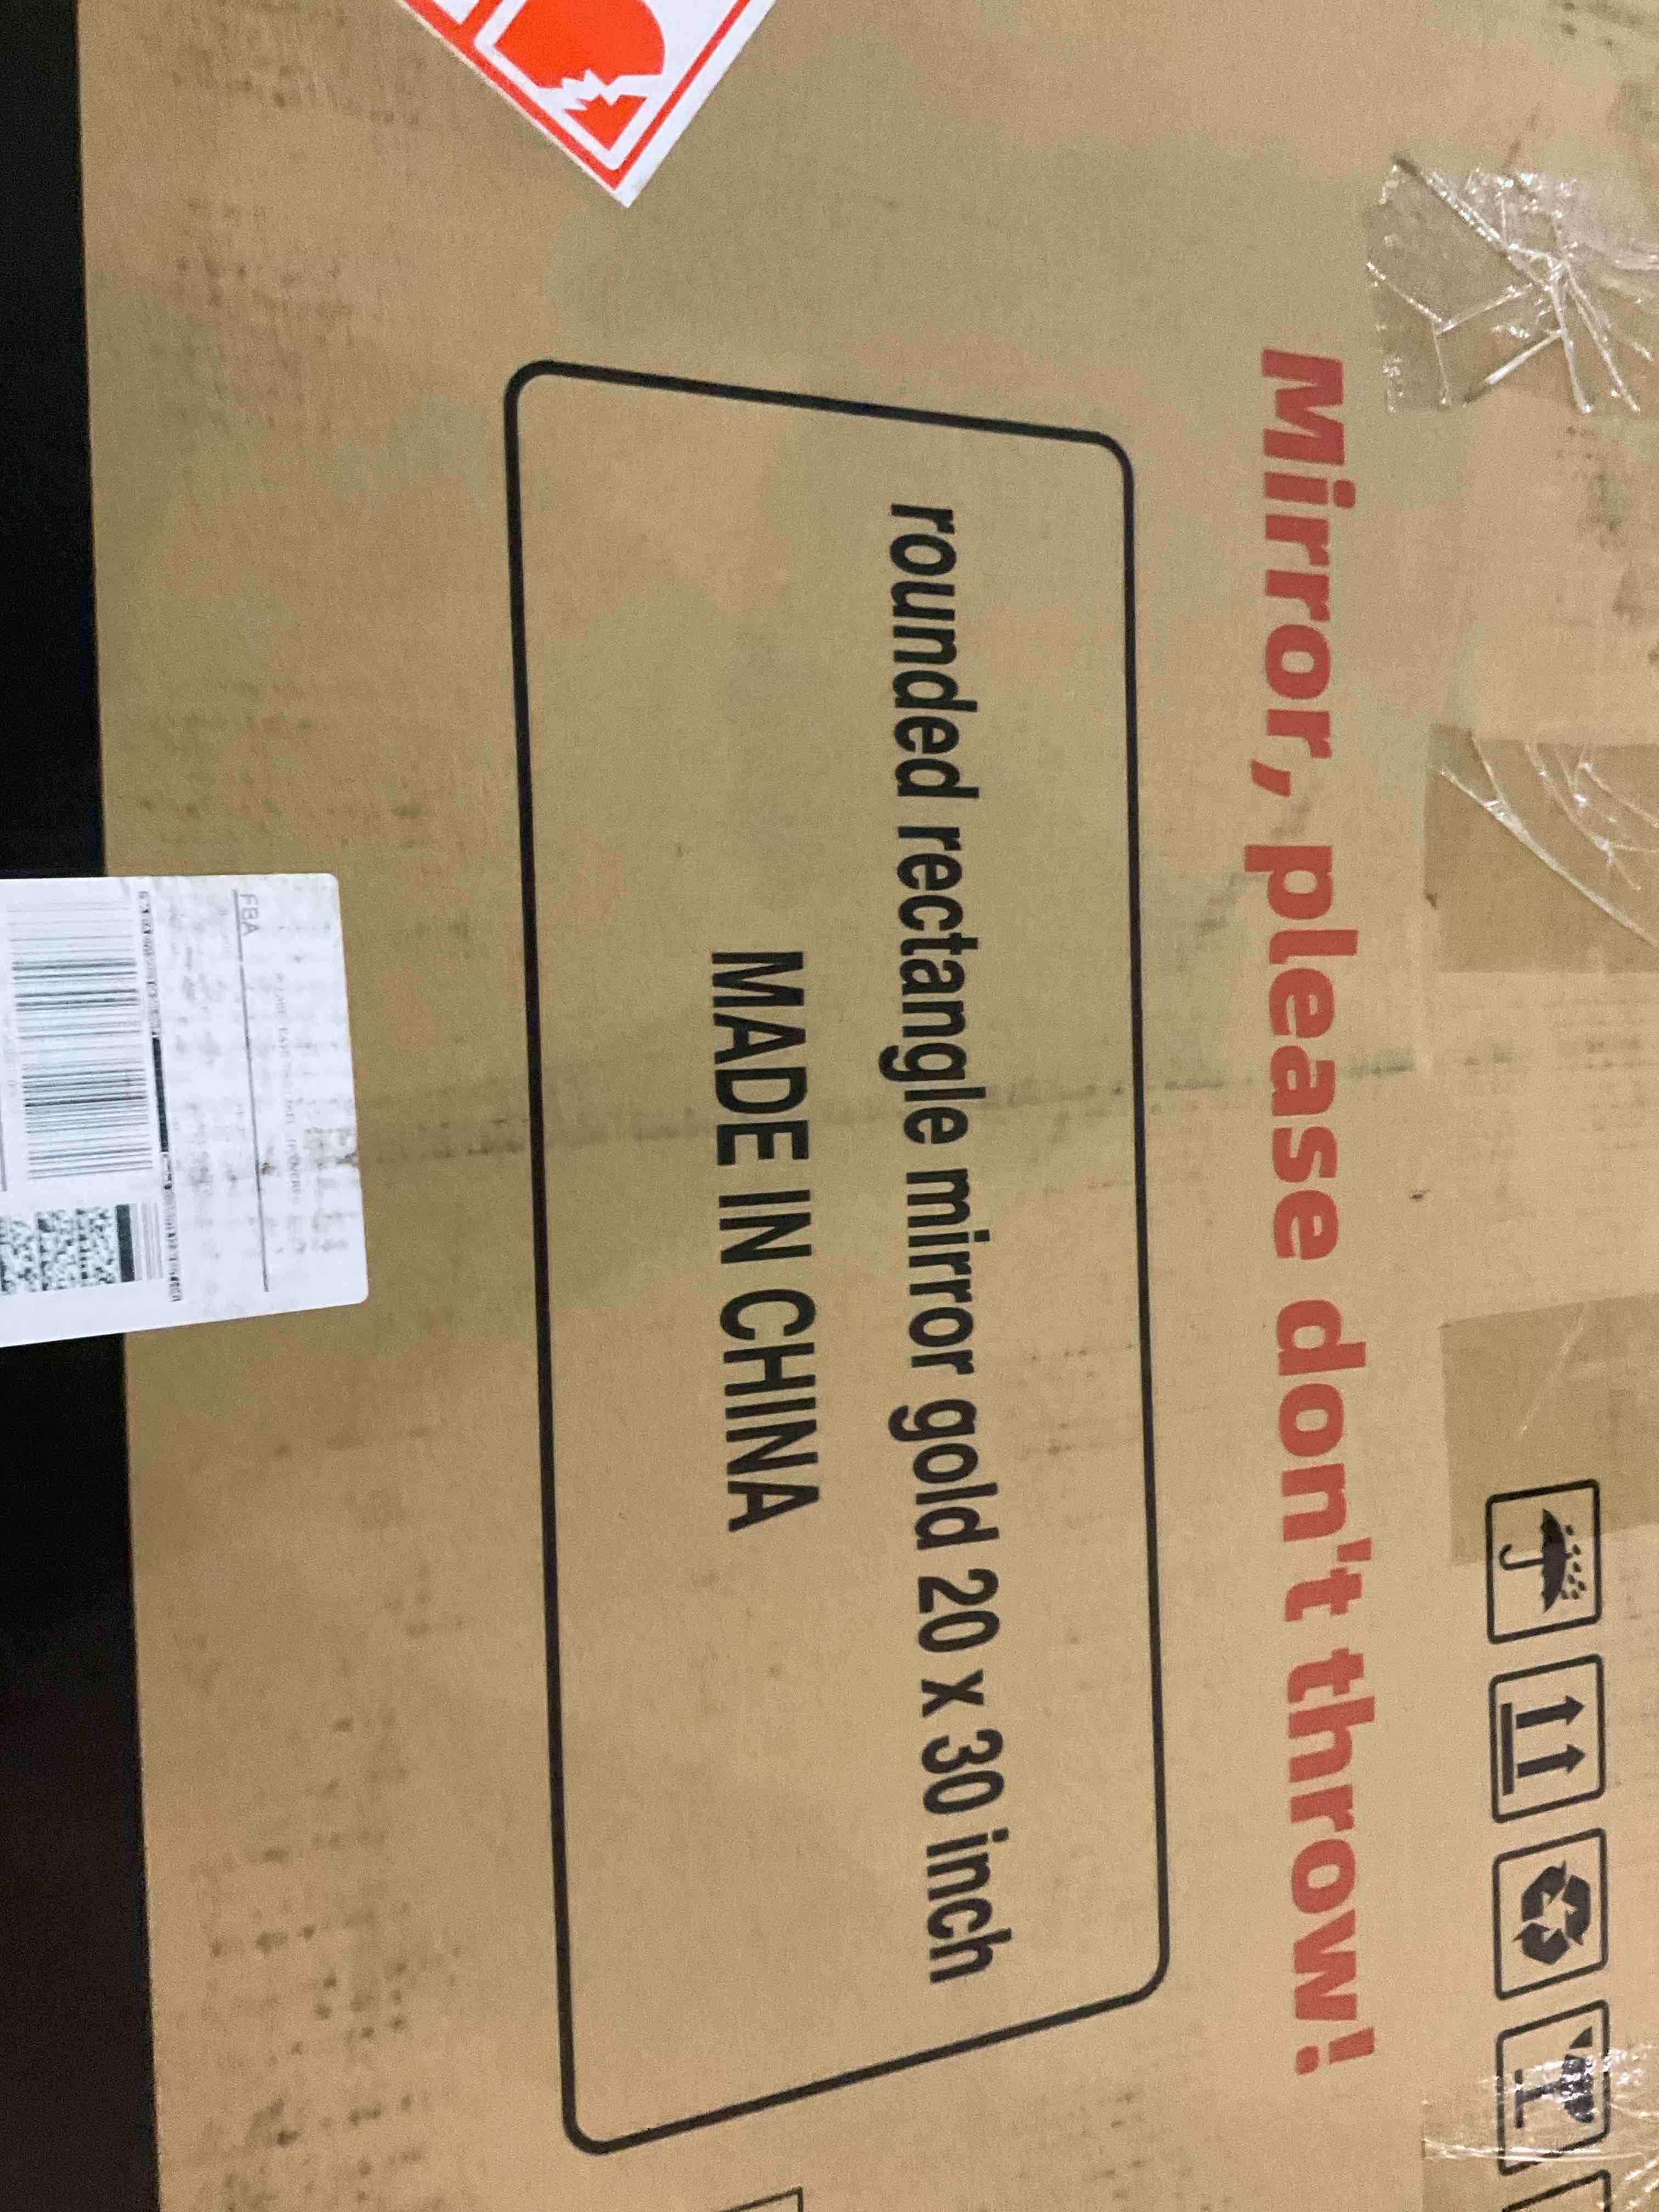 Mirror, please don't throw!
rounded rectangle mirror gold 20 x 30 inch
MADE IN CHINA
FBA